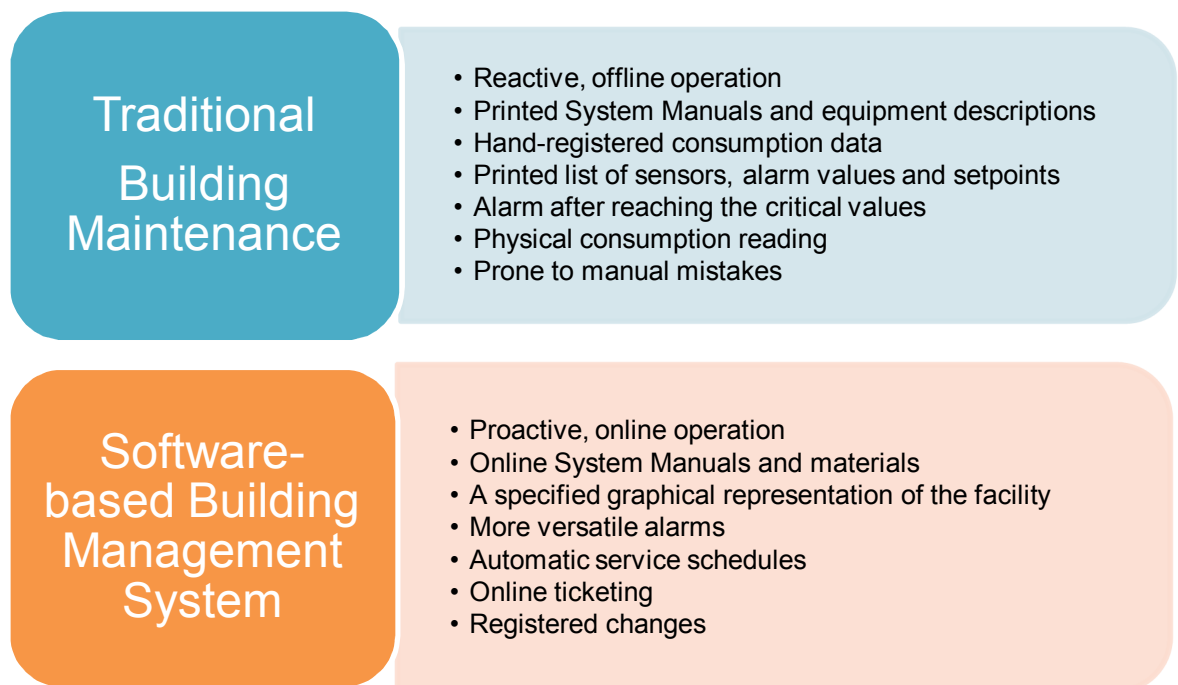 Traditional
Building
Maintenance
• Reactive, offline operation
• Printed System Manuals and equipment descriptions
• Hand-registered consumption data
• Printed list of sensors, alarm values and setpoints
• Alarm after reaching the critical values
• Physical consumption reading
• Prone to manual mistakes
Software-
based Building
Management
System
• Proactive, online operation
• Online System Manuals and materials
• A specified graphical representation of the facility
• More versatile alarms
• Automatic service schedules
• Online ticketing
• Registered changes